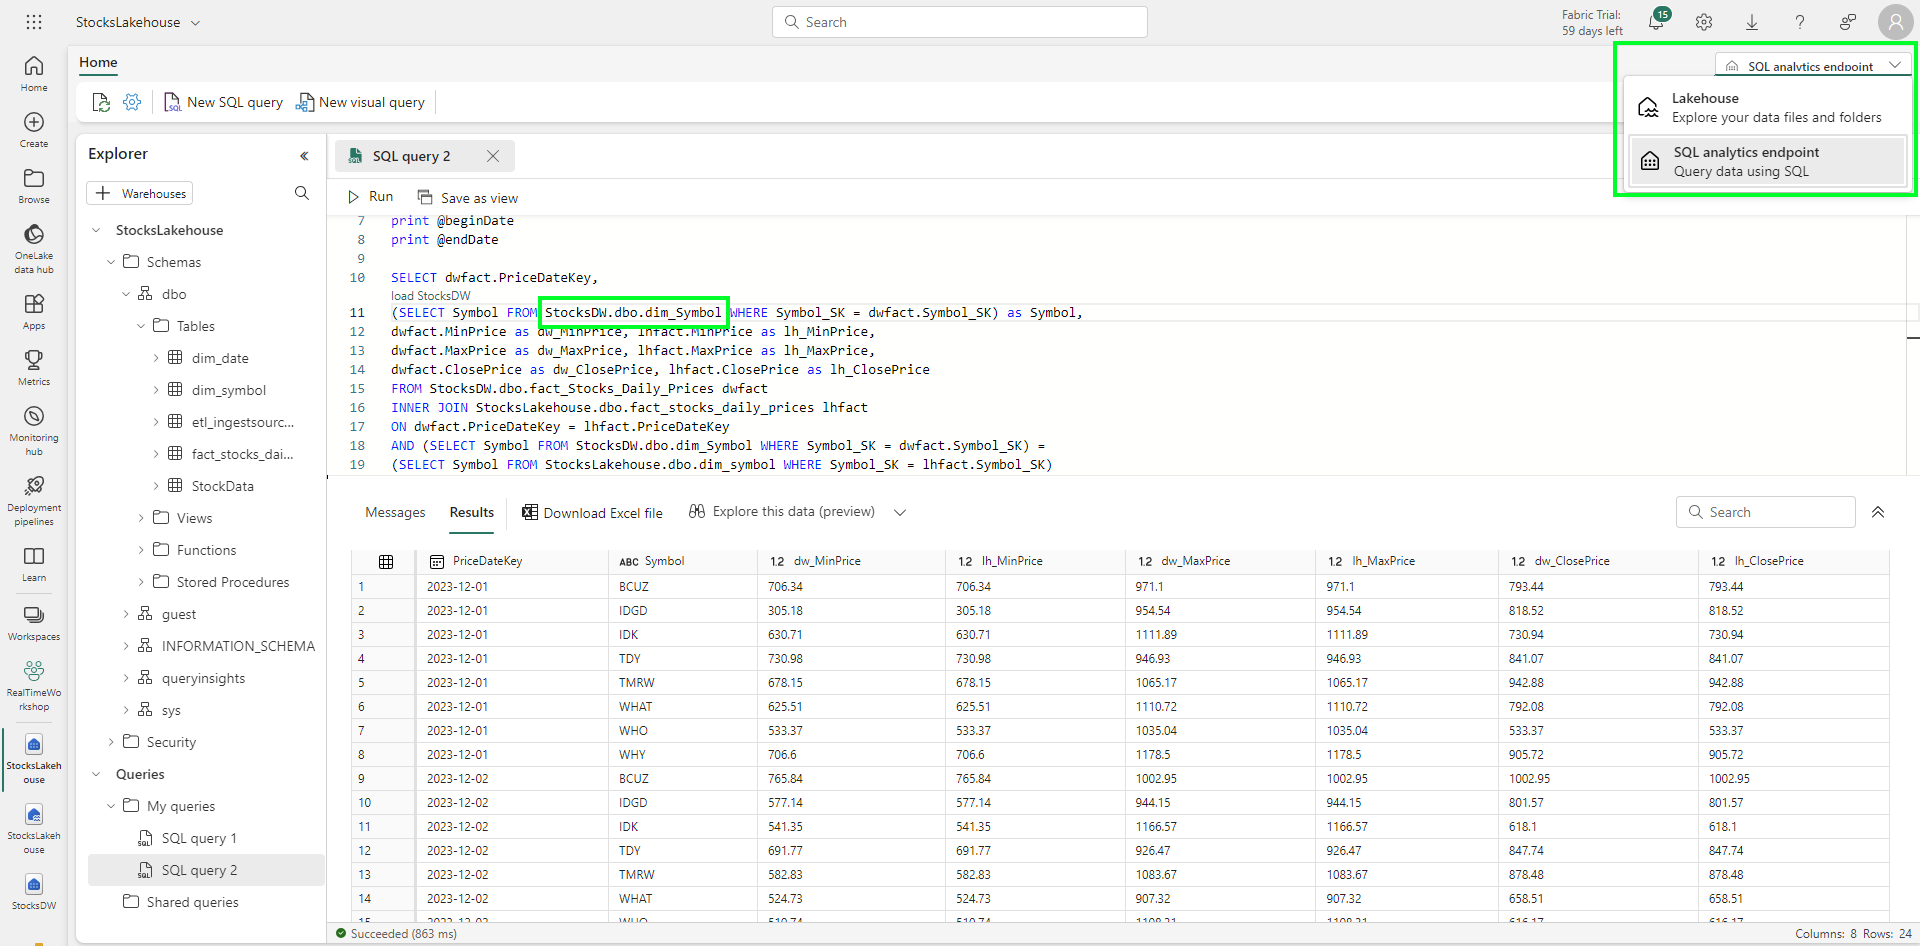 StocksLakehouse
Search
Fabric Trial:
59 days left
15
Home
Create
Browse
OneLake
data hub
Apps
Metrics
Monitoring
hub
Deployment
pipelines
Learn
Workspaces
RealTimeWo
rkshop
StocksLakeh
ouse
StocksLakeh
ouse
StocksDW
Home
SQL analytics endpoint
Lakehouse
Explore your data files and folders
SQL analytics endpoint
Query data using SQL
New SQL query
New visual query
Explorer
Warehouses
StocksLakehouse
Schemas
dbo
Tables
dim_date
dim_symbol
etl_ingestsourc...
fact_stocks_dai...
StockData
Views
Functions
Stored Procedures
guest
INFORMATION_SCHEMA
queryinsights
sys
Security
Queries
My queries
SQL query 1
SQL query 2
Shared queries
SQL query 2
Run
Save as view
7 print @beginDate
8 print @endDate
9
10 SELECT dwfact.PriceDateKey,
load StocksDW
11 (SELECT Symbol FROM StocksDW.dbo.dim_Symbol WHERE Symbol_SK = dwfact.Symbol_SK) as Symbol,
12 dwfact.MinPrice as dw_MinPrice, lhfact.MinPrice as lh_MinPrice,
13 dwfact.MaxPrice as dw_MaxPrice, lhfact.MaxPrice as lh_MaxPrice,
14 dwfact.ClosePrice as dw_ClosePrice, lhfact.ClosePrice as lh_ClosePrice
15 FROM StocksDW.dbo.fact_Stocks_Daily_Prices dwfact
16 INNER JOIN StocksLakehouse.dbo.fact_stocks_daily_prices lhfact
17 ON dwfact.PriceDateKey = lhfact.PriceDateKey
18 AND (SELECT Symbol FROM StocksDW.dbo.dim_Symbol WHERE Symbol_SK = dwfact.Symbol_SK) =
19 (SELECT Symbol FROM StocksLakehouse.dbo.dim_symbol WHERE Symbol_SK = lhfact.Symbol_SK)
Messages
Results
Download Excel file
Explore this data (preview)
Search
PriceDateKey ABC Symbol 1.2 dw_MinPrice 1.2 lh_MinPrice 1.2 dw_MaxPrice 1.2 lh_MaxPrice 1.2 dw_ClosePrice 1.2 lh_ClosePrice
1 2023-12-01 BCUZ 706.34 706.34 971.1 971.1 793.44 793.44
2 2023-12-01 IDGD 305.18 305.18 954.54 954.54 818.52 818.52
3 2023-12-01 IDK 630.71 630.71 1111.89 1111.89 730.94 730.94
4 2023-12-01 TDY 730.98 730.98 946.93 946.93 841.07 841.07
5 2023-12-01 TMRW 678.15 678.15 1065.17 1065.17 942.88 942.88
6 2023-12-01 WHAT 625.51 625.51 1110.72 1110.72 792.08 792.08
7 2023-12-01 WHO 533.37 533.37 1035.04 1035.04 533.37 533.37
8 2023-12-01 WHY 706.6 706.6 1178.5 1178.5 905.72 905.72
9 2023-12-02 BCUZ 765.84 765.84 1002.95 1002.95 1002.95 1002.95
10 2023-12-02 IDGD 577.14 577.14 944.15 944.15 801.57 801.57
11 2023-12-02 IDK 541.35 541.35 1166.57 1166.57 618.1 618.1
12 2023-12-02 TDY 691.77 691.77 926.47 926.47 847.74 847.74
13 2023-12-02 TMRW 582.83 582.83 1083.67 1083.67 878.48 878.48
14 2023-12-02 WHAT 524.73 524.73 907.32 907.32 658.51 658.51
Succeeded (863 ms)
Columns: 8 Rows: 24